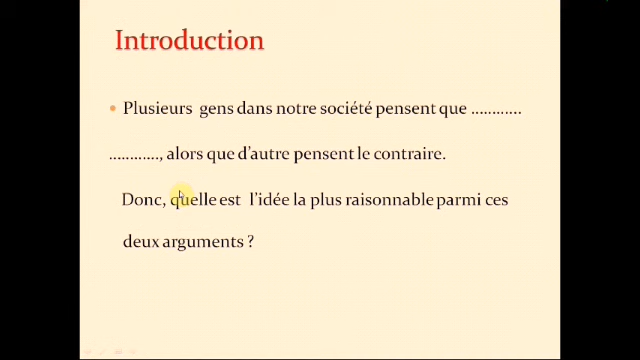 Introduction
• Plusieurs gens dans notre société pensent que ............
............, alors que d'autre pensent le contraire.
Donc, quelle est l'idée la plus raisonnable parmi ces
deux arguments ?